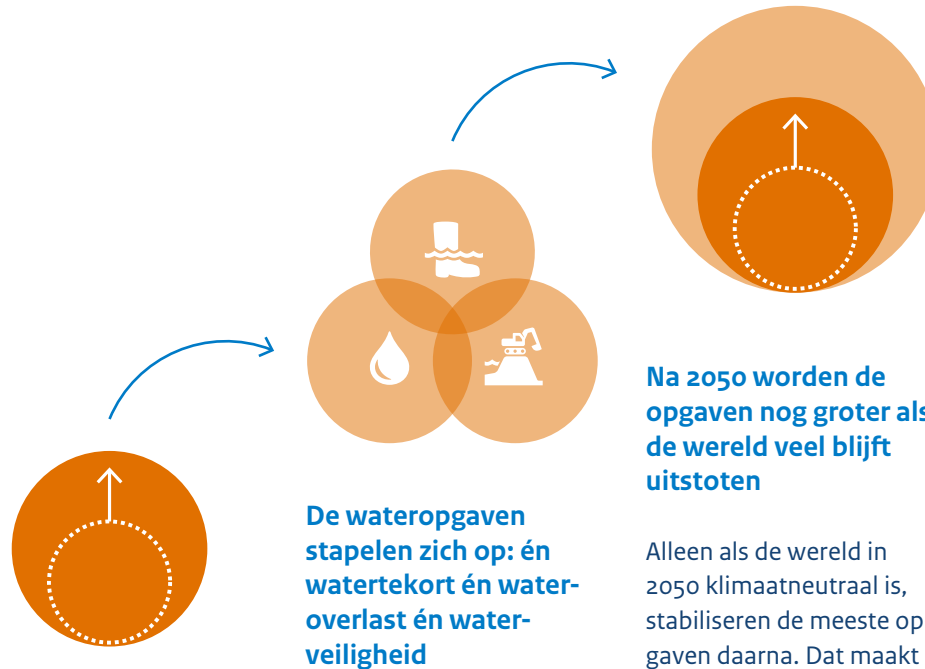 De wateropgaven
stapelen zich op: én
watertekort én water-
overlast én water-
veiligheid
Na 2050 worden de
opgaven nog groter als
de wereld veel blijft
uitstoten
Alleen als de wereld in
2050 klimaatneutraal is,
stabiliseren de meeste op
gaven daarna. Dat maakt